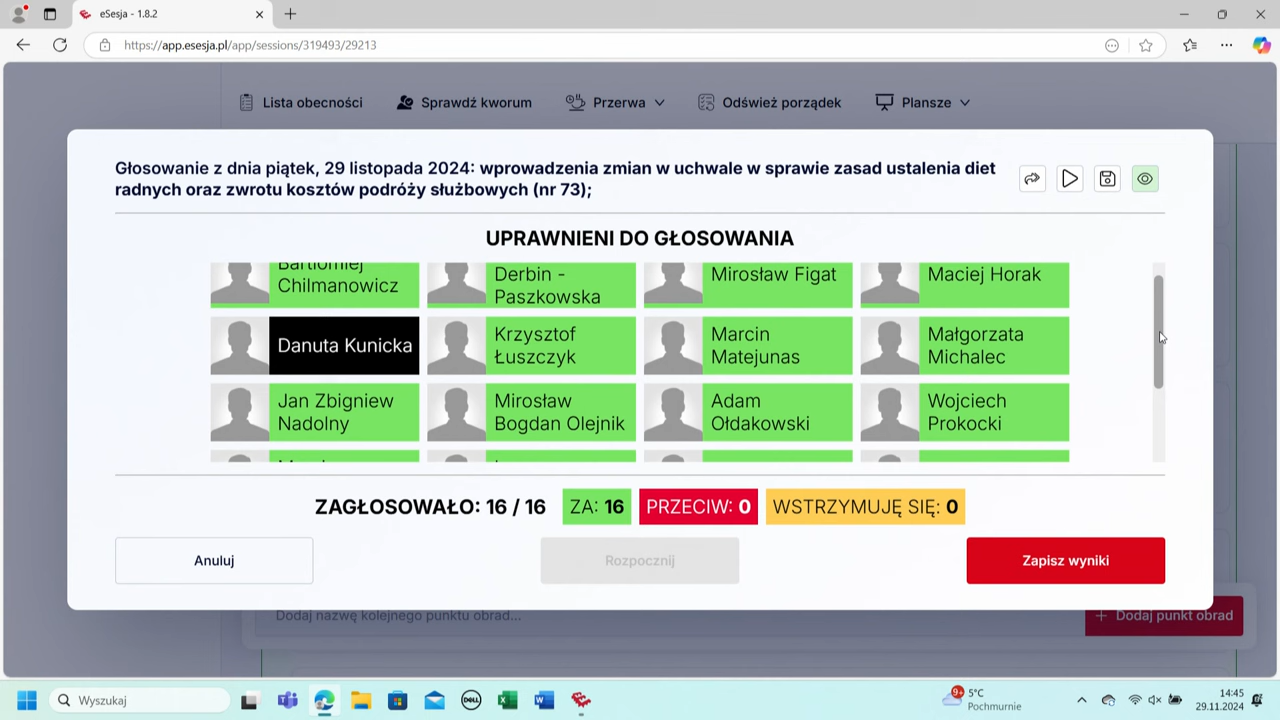 eSesja - 1.8.2
https://app.esesja.pl/app/sessions/319493/29213
Lista obecności
Sprawdź kworum
Przerwa
Odśwież porządek
Plansze
Głosowanie z dnia piątek, 29 listopada 2024: wprowadzenia zmian w uchwale w sprawie zasad ustalenia diet
radnych oraz zwrotu kosztów podróży służbowych (nr 73);
UPRAWNIENI DO GŁOSOWANIA
Bartłomiej
Chilmanowicz
Derbin -
Paszkowska
Mirosław Figat
Maciej Horak
Danuta Kunicka
Krzysztof
Łuszczyk
Marcin
Matejunas
Małgorzata
Michalec
Jan Zbigniew
Nadolny
Mirosław
Bogdan Olejnik
Adam
Ołdakowski
Wojciech
Prokocki
ZAGŁOSOWAŁO: 16 / 16
ZA: 16
PRZECIW: 0
WSTRZYMUJĘ SIĘ: 0
Anuluj
Rozpocznij
Zapisz wyniki
Dodaj nazwę kolejnego punktu obrad...
+ Dodaj punkt obrad
Wyszukaj
DELL
9+
5°C
Pochmurnie
14:45
29.11.2024